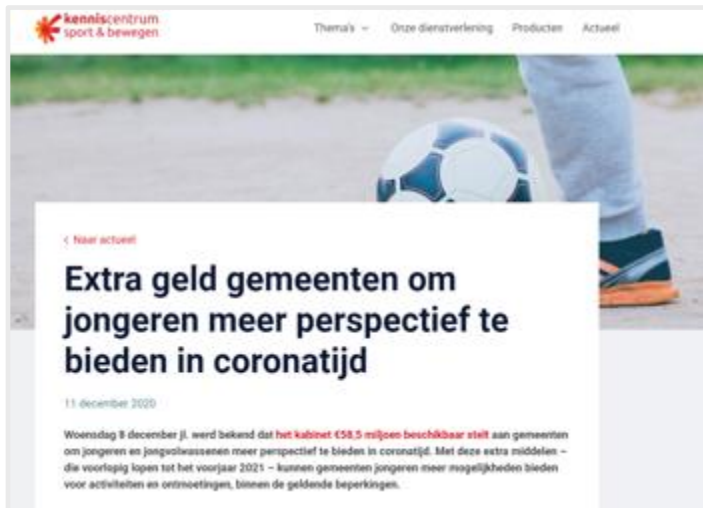 kenniscentrum
sport & bewegen
Thema's
Onze dienstverlening
Producten
Actueel
< Naar actueel
Extra geld gemeenten om
jongeren meer perspectief te
bieden in coronatijd
11 december 2020
Woensdag 8 december jl. werd bekend dat het kabinet €58,5 miljoen beschikbaar stelt aan gemeenten
om jongeren en jongvolwassenen meer perspectief te bieden in coronatijd. Met deze extra middelen –
die voorlopig lopen tot het voorjaar 2021 – kunnen gemeenten jongeren meer mogelijkheden bieden
voor activiteiten en ontmoetingen, binnen de geldende beperkingen.